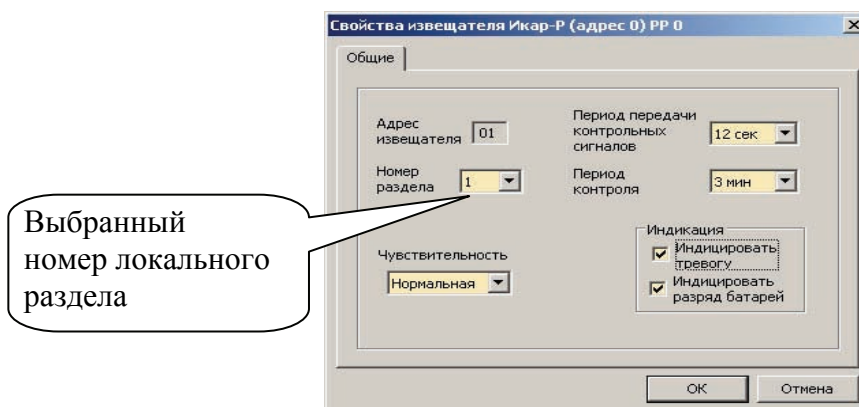 Свойства извещателя Икар-Р (адрес 0) РР 0
Общие
Адрес
извещателя 01
Период передачи
контрольных
сигналов
12 сек
Номер
раздела 1
Период
контроля
3 мин
Выбранный
номер локального
раздела
Чувствительность
Нормальная
Индикация
Индицировать
тревогу
Индицировать
разряд батарей
ОК
Отмена